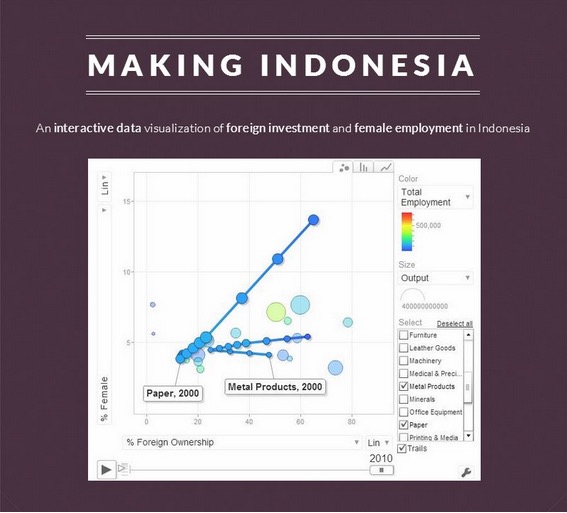 MAKING INDONESIA
An interactive data visualization of foreign investment and female employment in Indonesia
Lin
% Female
15
10
5
0
20
40
60
80
Paper, 2000
Metal Products, 2000
% Foreign Ownership
Lin
2010
Color
Total
Employment
500,000
Size
Output
40000000000
Select
Deselect all
Furniture
Leather Goods
Machinery
Medical & Preci...
Metal Products
Minerals
Office Equipment
Paper
Printing & Media
Trails